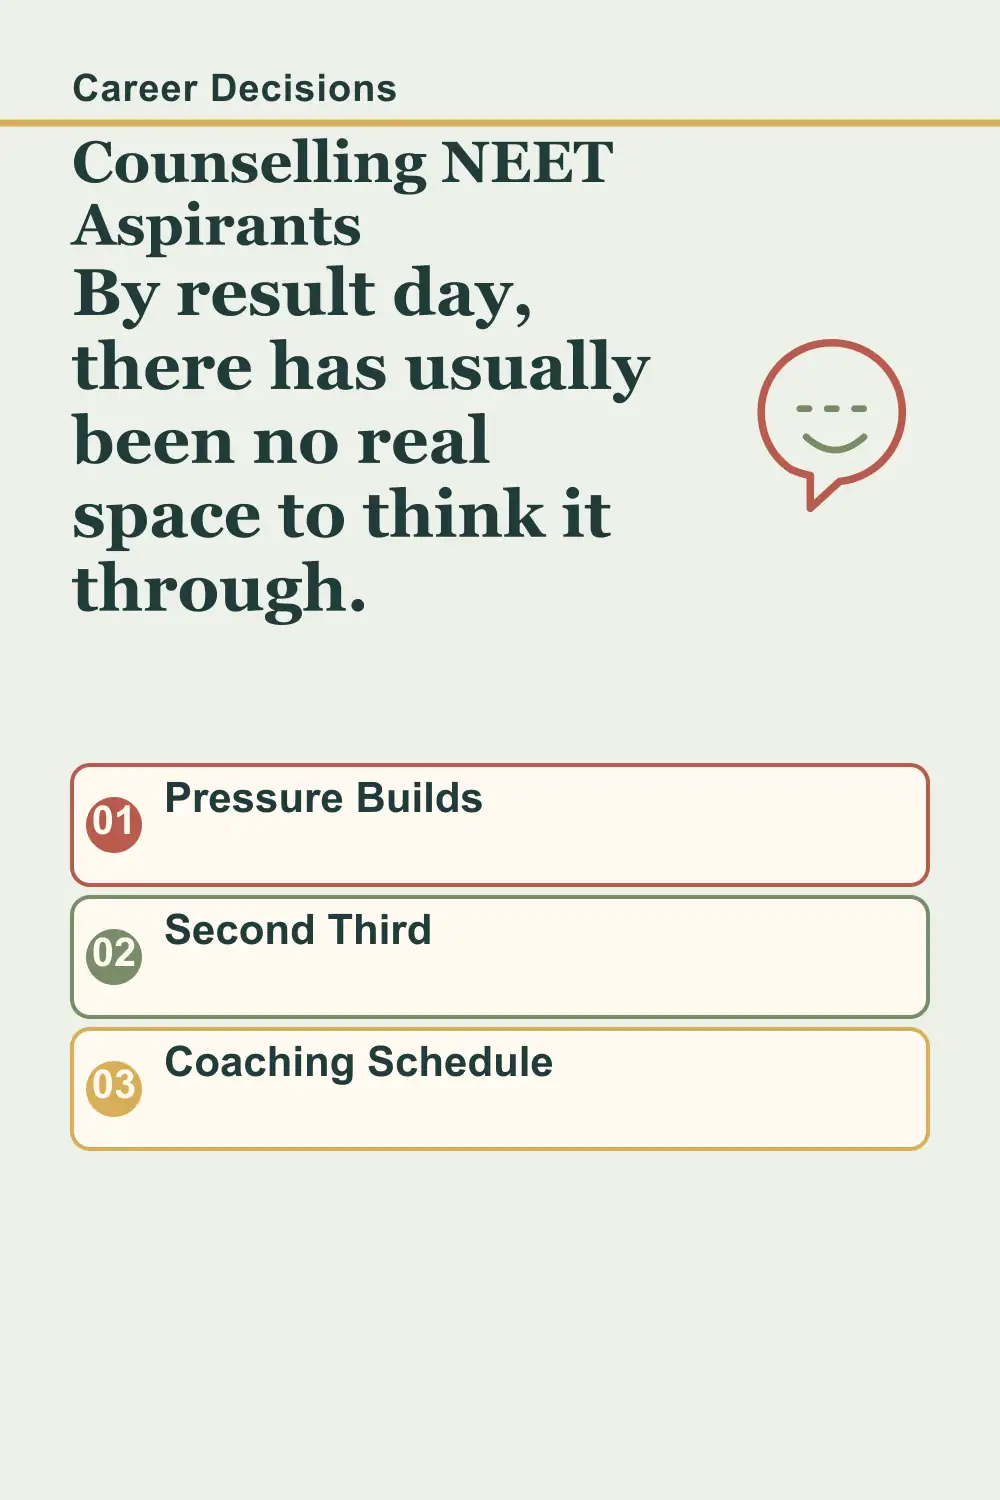 Career Decisions
Counselling NEET
Aspirants
By result day,
there has usually
been no real
space to think it
through.
01
Pressure Builds
02
Second Third
03
Coaching Schedule